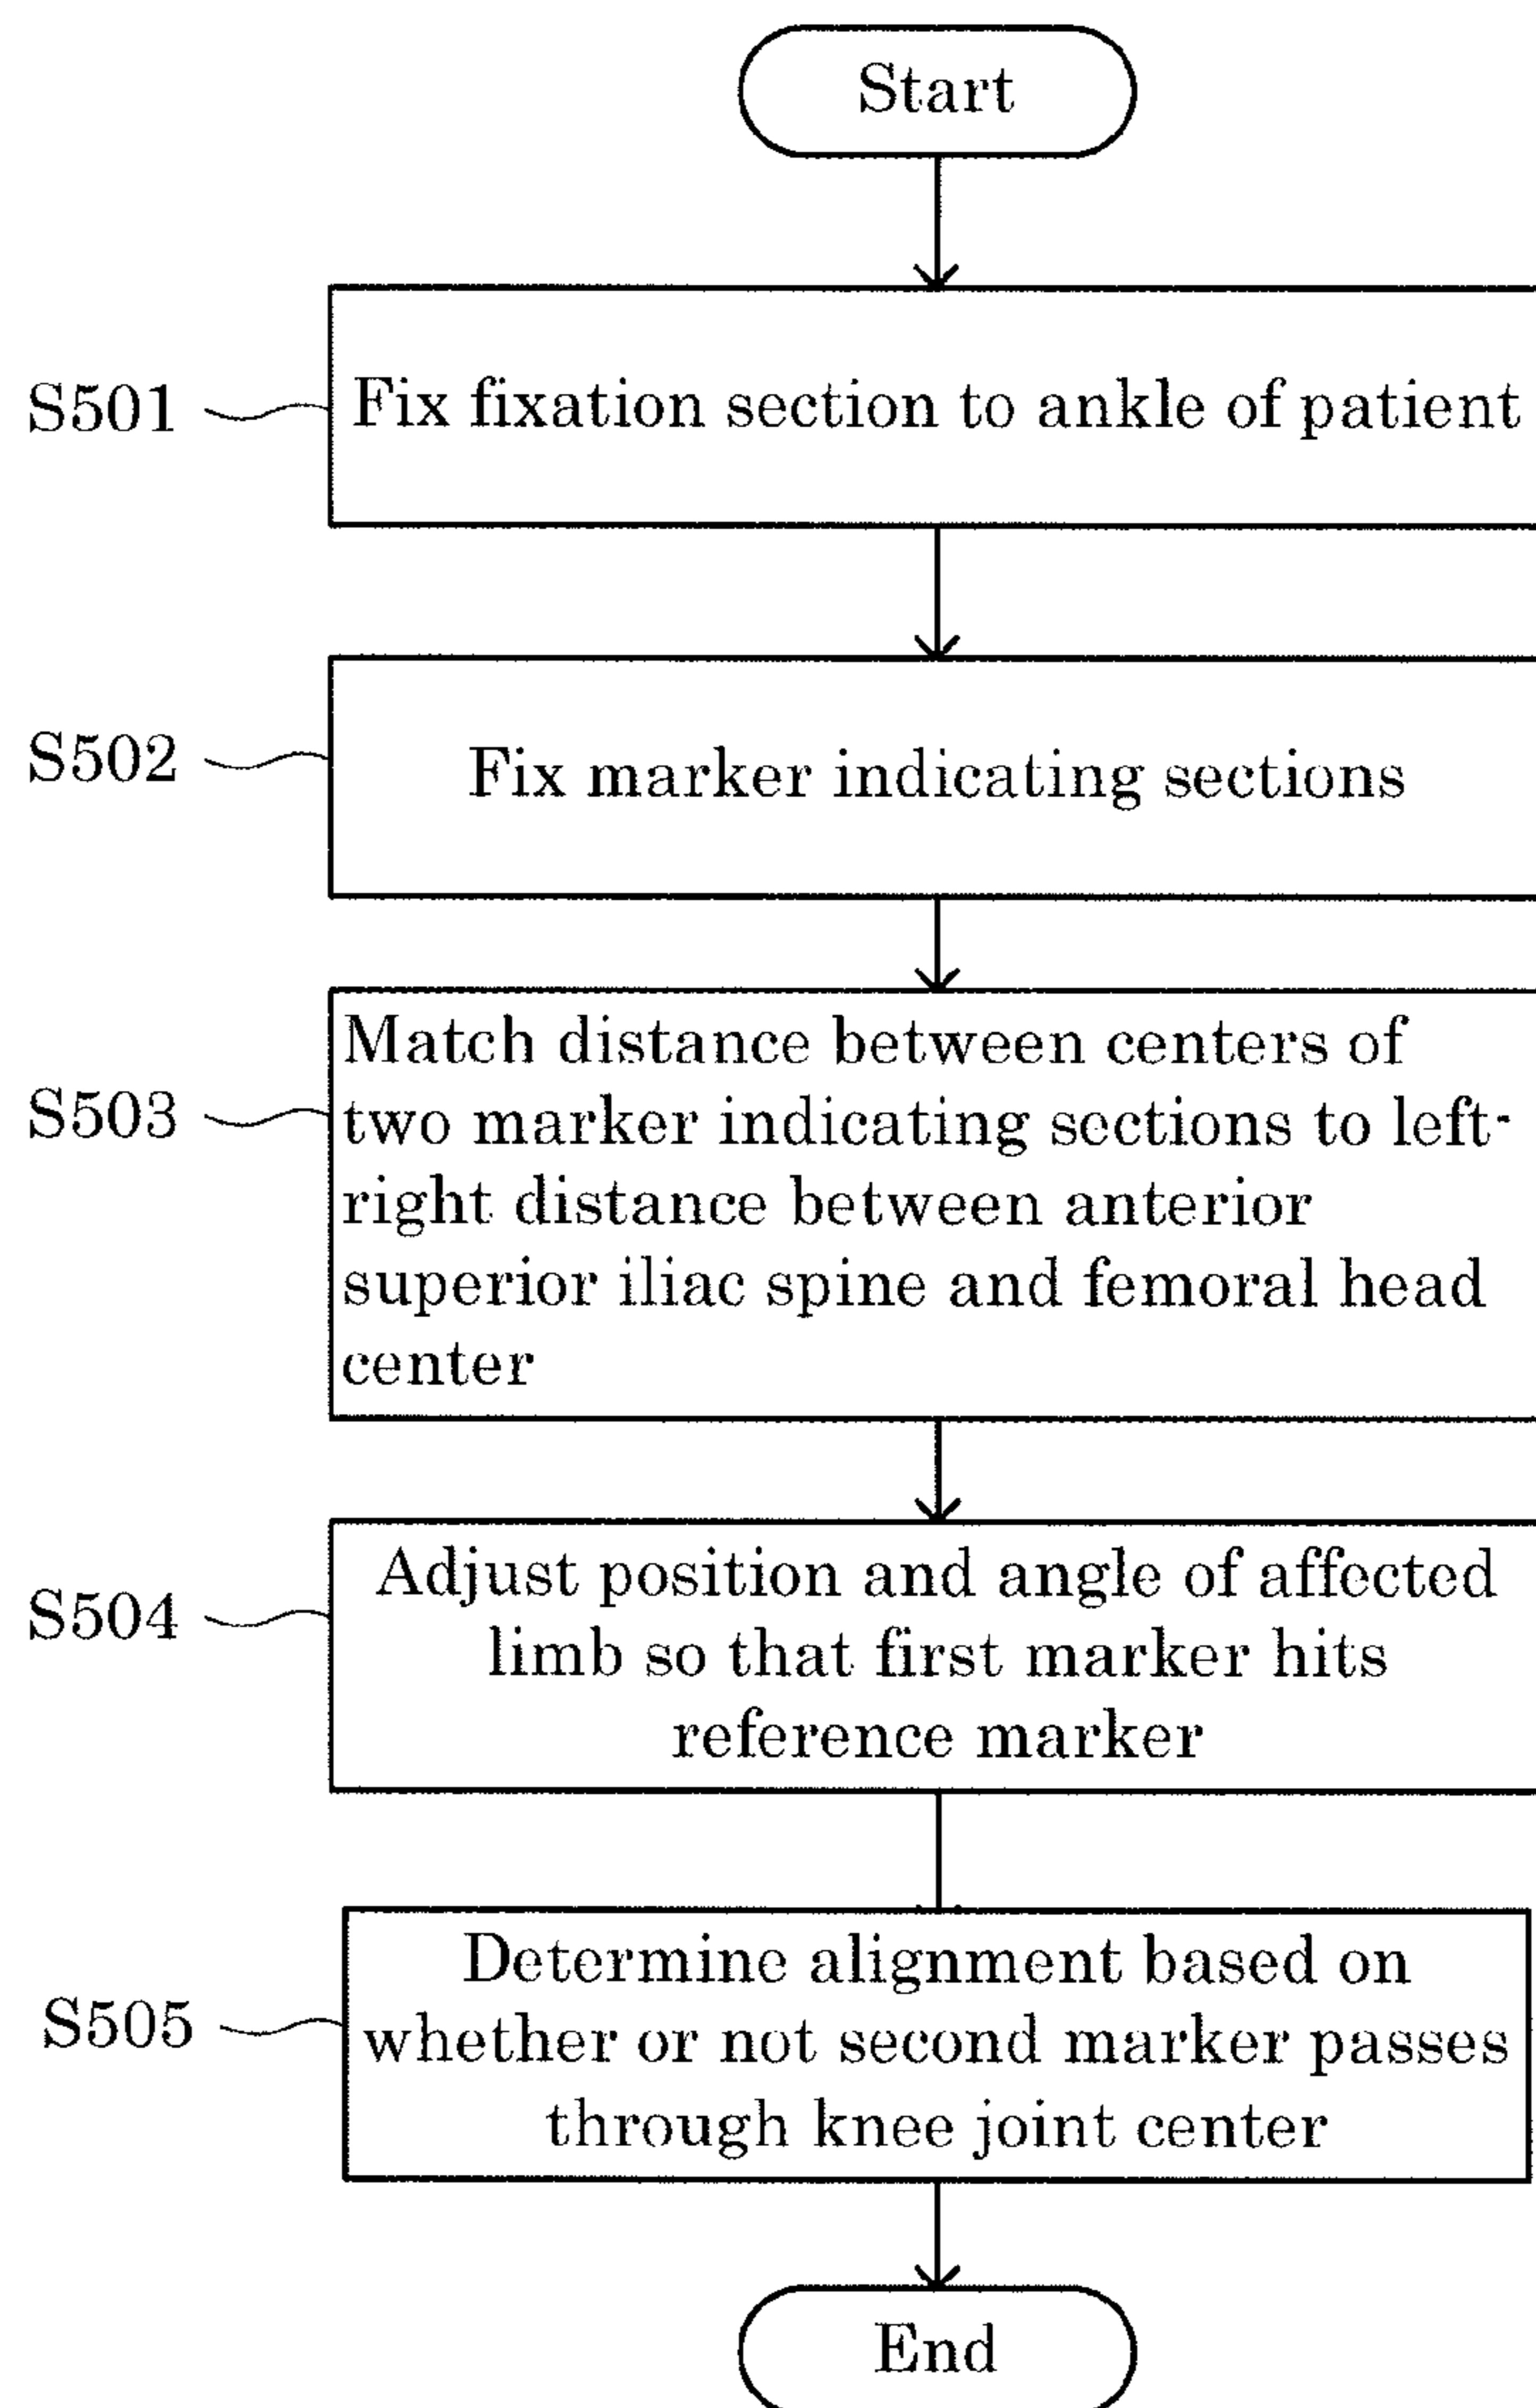 Start
S501
Fix fixation section to ankle of patient
S502
Fix marker indicating sections
S503
Match distance between centers of
two marker indicating sections to left-
right distance between anterior
superior iliac spine and femoral head
center
S504
Adjust position and angle of affected
limb so that first marker hits
reference marker
S505
Determine alignment based on
whether or not second marker passes
through knee joint center
End